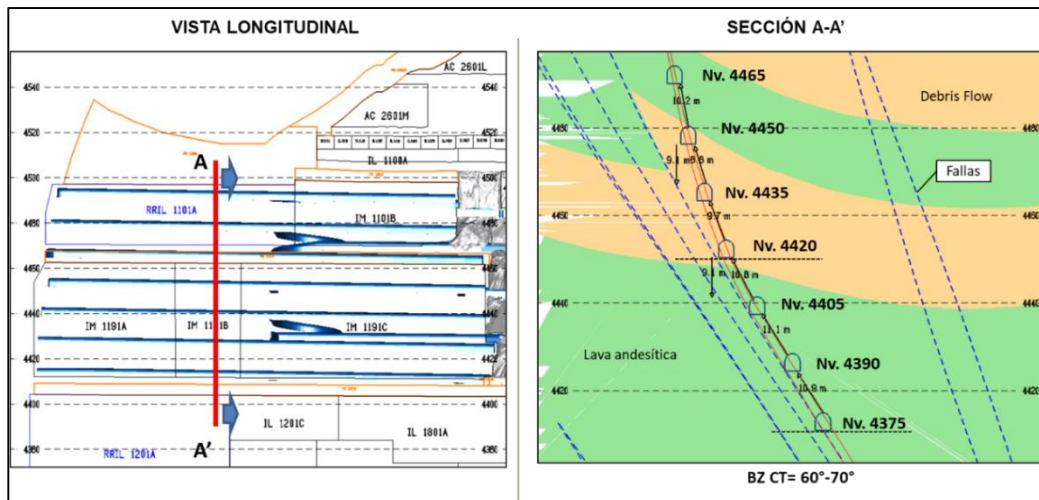 VISTA LONGITUDINAL
AC 2601L
4540
4540
AC 2601M
4520
4520
IL 1108A
A
4500
4500
RRIL 1101A
IM 1101B
4480
4480
4460
4460
4440
4440
IM 1191A
IM 1191B
IM 1191C
4420
4420
4400
4400
IL 1201C
IL 1801A
A'
RRIL 1201A
4380
4380
SECCIÓN A-A’
Nv. 4465
Debris Flow
10.2 m
Nv. 4450
9.1 m
Fallas
Nv. 4435
9.7 m
4460
Nv. 4420
9.1 m
10.8 m
Nv. 4405
4440
4440
11.1 m
Lava andesítica
Nv. 4390
4420
4420
10.9 m
Nv. 4375
BZ CT= 60°-70°